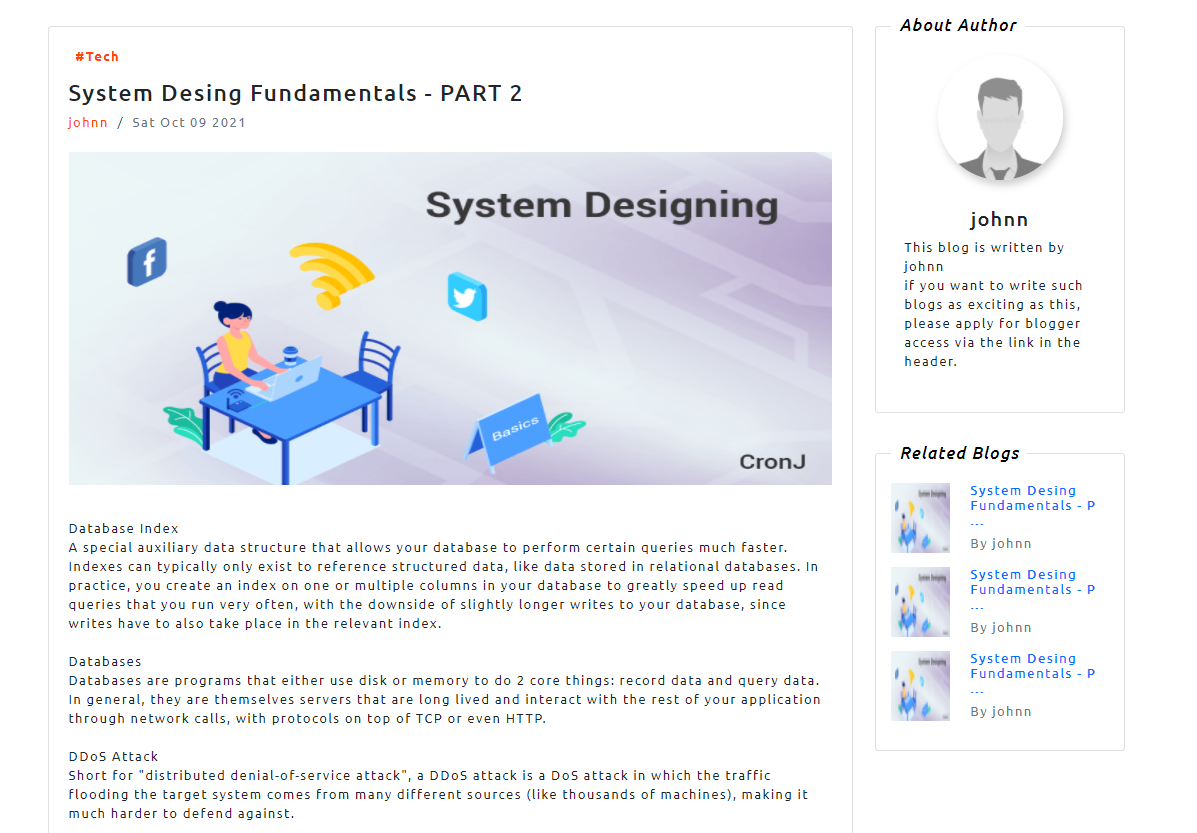 #Tech
System Desing Fundamentals - PART 2
johnn / Sat Oct 09 2021
System Designing
f
Basics
CronJ
Database Index
A special auxiliary data structure that allows your database to perform certain queries much faster.
Indexes can typically only exist to reference structured data, like data stored in relational databases. In
practice, you create an index on one or multiple columns in your database to greatly speed up read
queries that you run very often, with the downside of slightly longer writes to your database, since
writes have to also take place in the relevant index.
Databases
Databases are programs that either use disk or memory to do 2 core things: record data and query data.
In general, they are themselves servers that are long lived and interact with the rest of your application
through network calls, with protocols on top of TCP or even HTTP.
DDoS Attack
Short for "distributed denial-of-service attack", a DDoS attack is a DoS attack in which the traffic
flooding the target system comes from many different sources (like thousands of machines), making it
much harder to defend against.
About Author
johnn
This blog is written by
johnn
if you want to write such
blogs as exciting as this,
please apply for blogger
access via the link in the
header.
Related Blogs
System Designing
System Desing
Fundamentals - P
...
By johnn
System Designing
System Desing
Fundamentals - P
...
By johnn
System Designing
System Desing
Fundamentals - P
...
By johnn